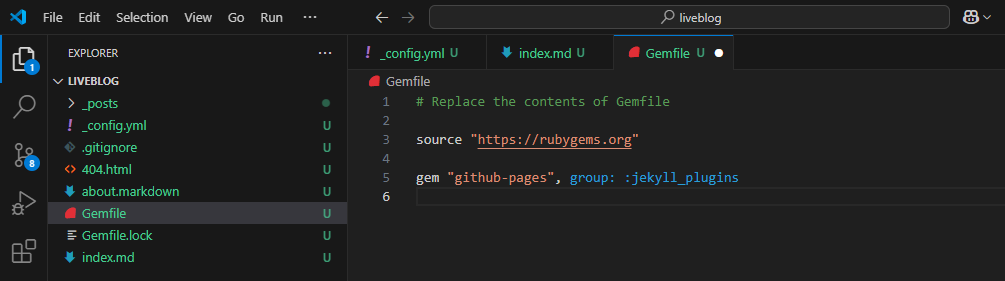 File Edit Selection View Go Run ··· liveblog
EXPLORER ···
LIVEBLOG
_posts
_config.yml U
.gitignore U
404.html U
about.markdown U
Gemfile U
Gemfile.lock U
index.md U
1
8
_config.yml U index.md U Gemfile U
Gemfile
1 # Replace the contents of Gemfile
2
3 source "https://rubygems.org"
4
5 gem "github-pages", group: :jekyll_plugins
6